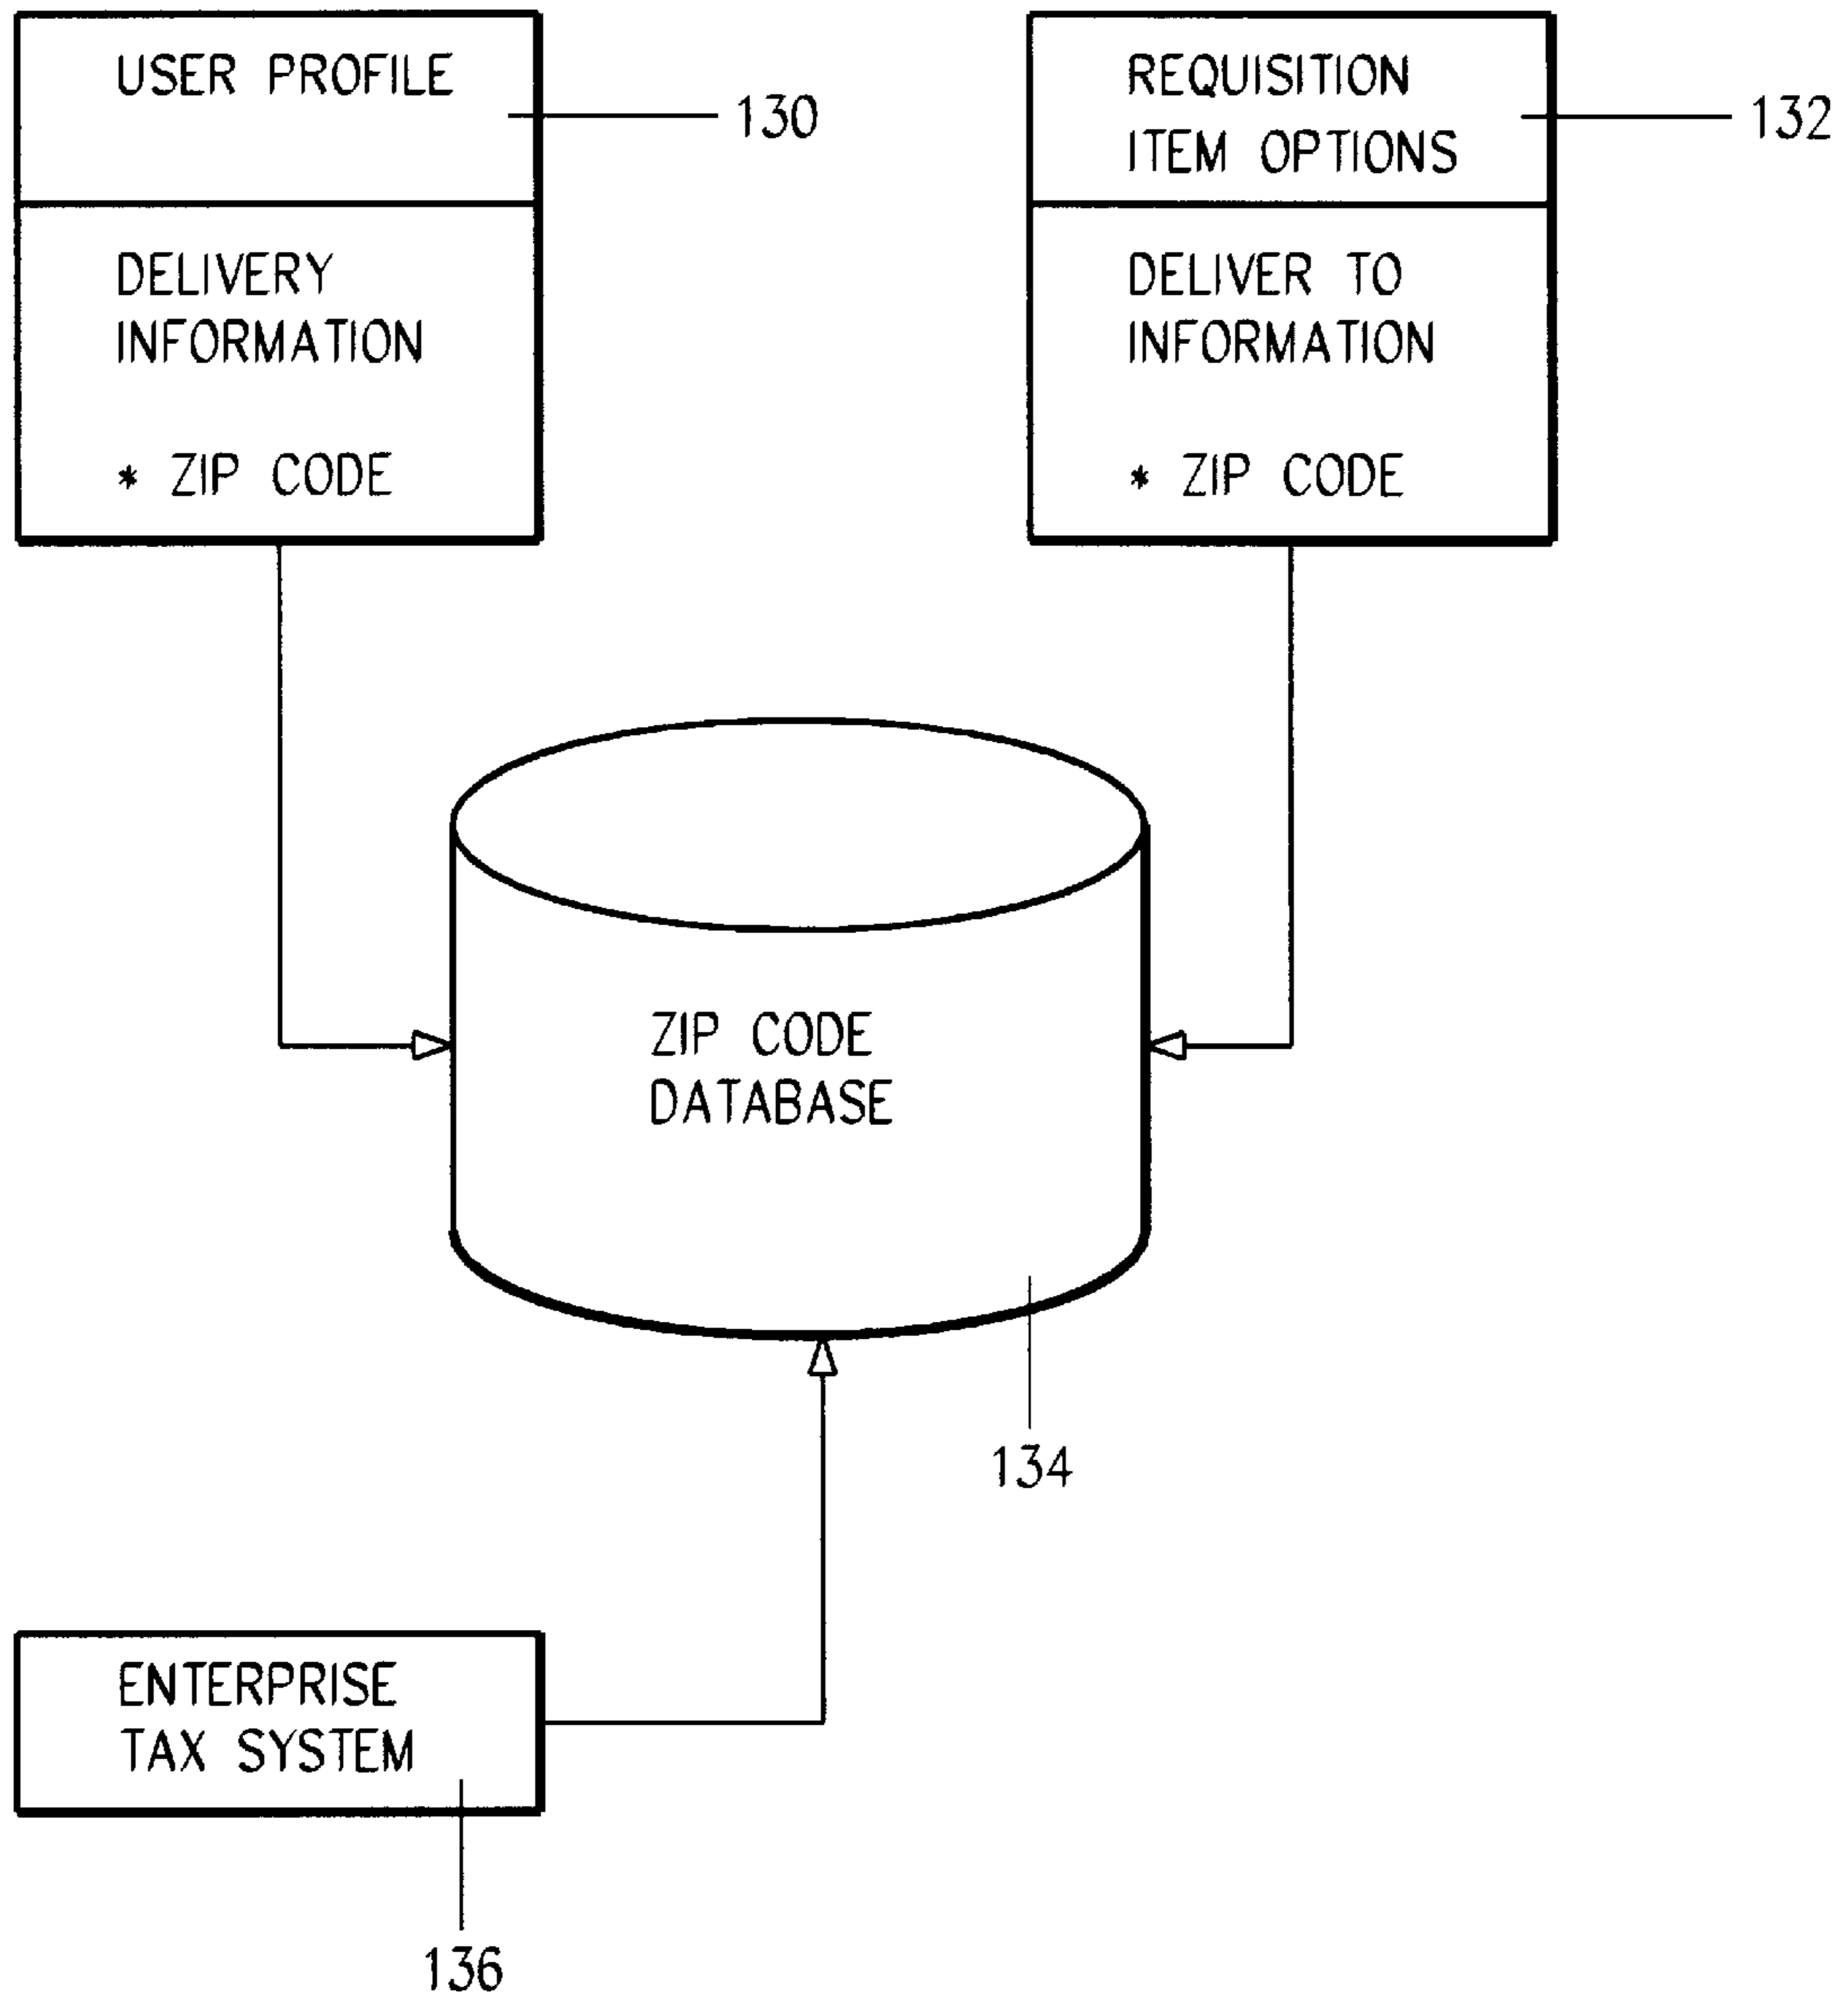 USER PROFILE
130
DELIVERY
INFORMATION
* ZIP CODE
REQUISITION
ITEM OPTIONS
132
DELIVER TO
INFORMATION
* ZIP CODE
ZIP CODE
DATABASE
134
ENTERPRISE
TAX SYSTEM
136